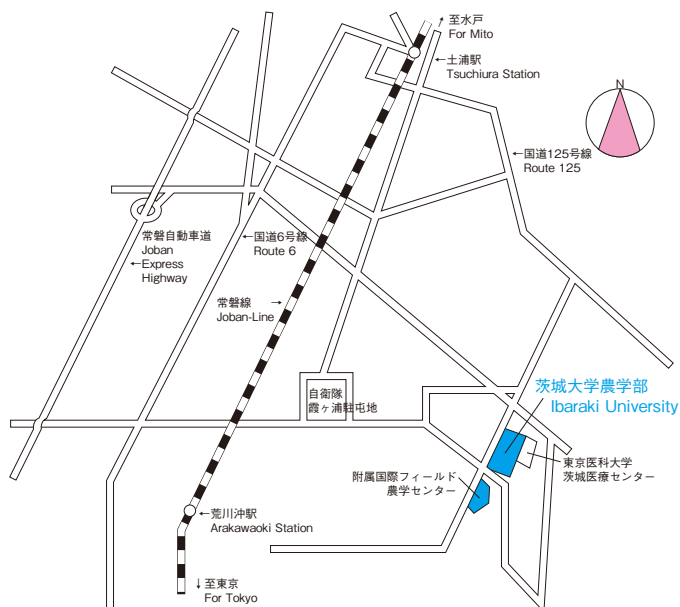 ↑至水戸
For Mito
←土浦駅
Tsuchiura Station
N
←国道125号線
Route 125
常磐自動車道
Joban
←Express
Highway
国道6号線
←Route 6
常磐線 →
Joban-Line
自衛隊
霞ヶ浦駐屯地
茨城大学農学部
Ibaraki University
東京医科大学
茨城医療センター
附属国際フィールド
農学センター
←荒川沖駅
Arakawaoki Station
↓至東京
For Tokyo